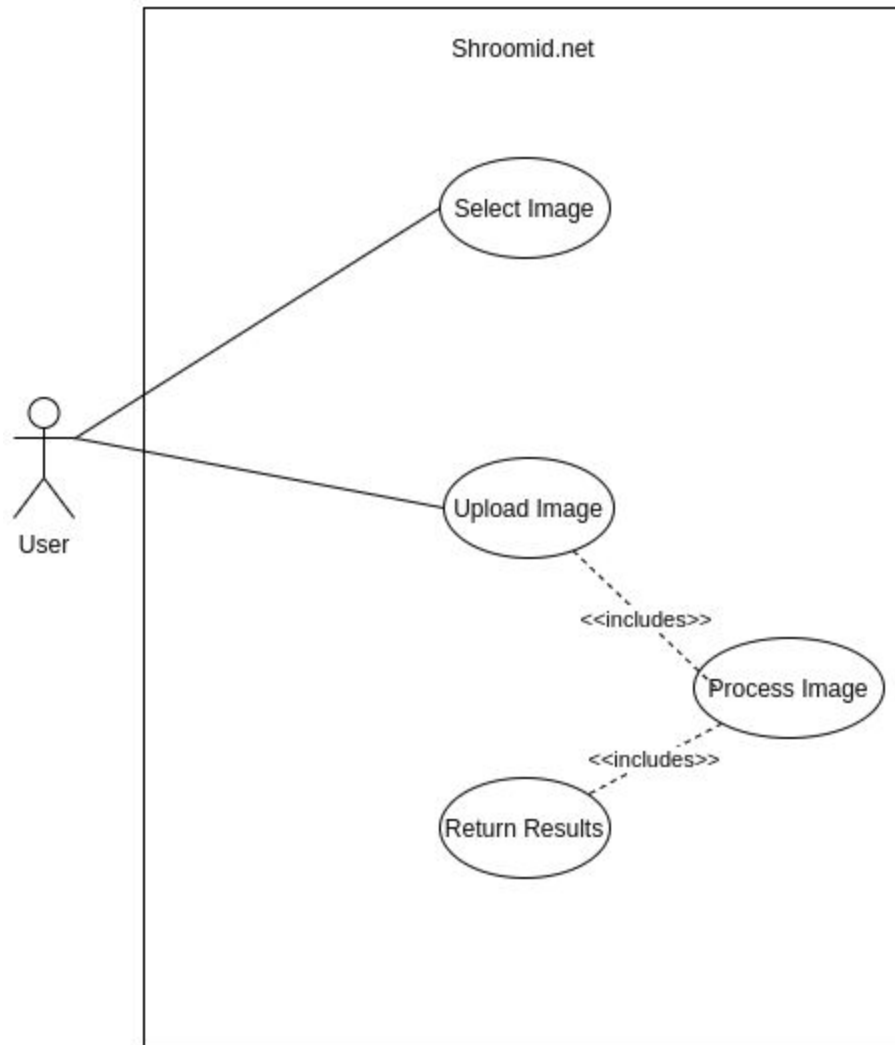 Shroomid.net
Select Image
Upload Image
User
<<includes>>
Process Image
<<includes>>
Return Results